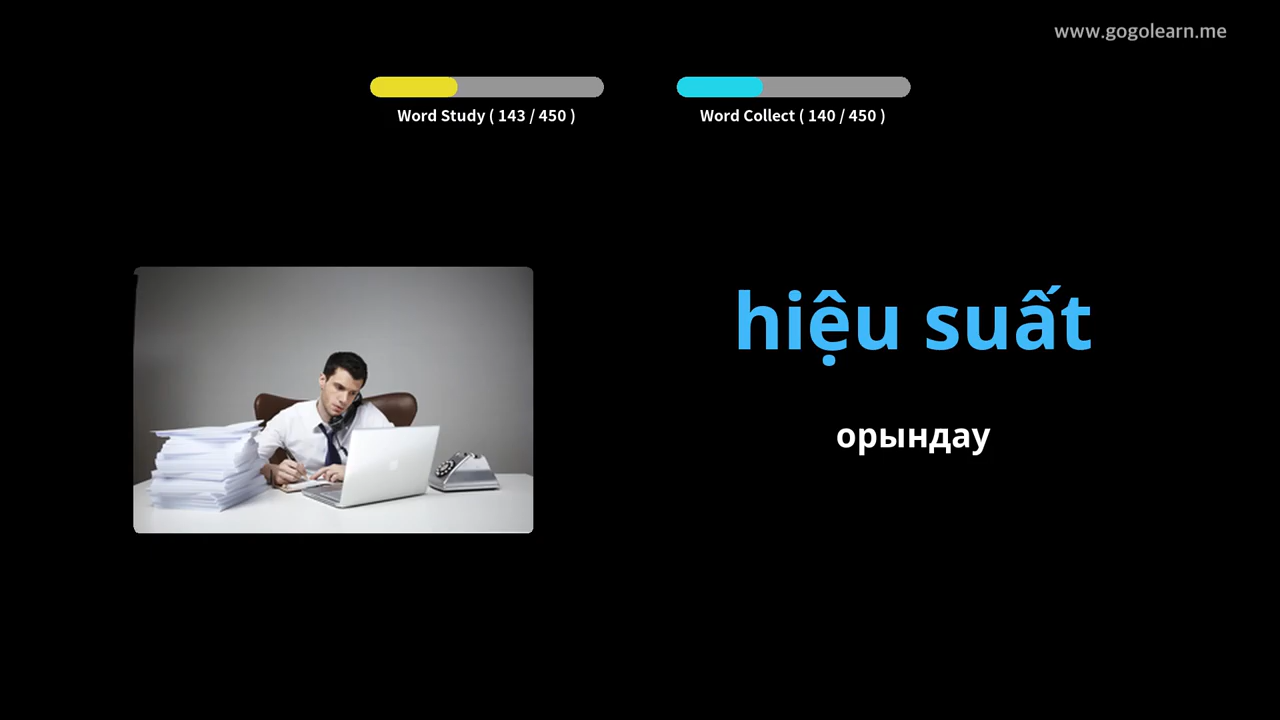 www.gogolearn.me
Word Study ( 143 / 450 )
Word Collect ( 140 / 450 )
hiệu suất
орындау